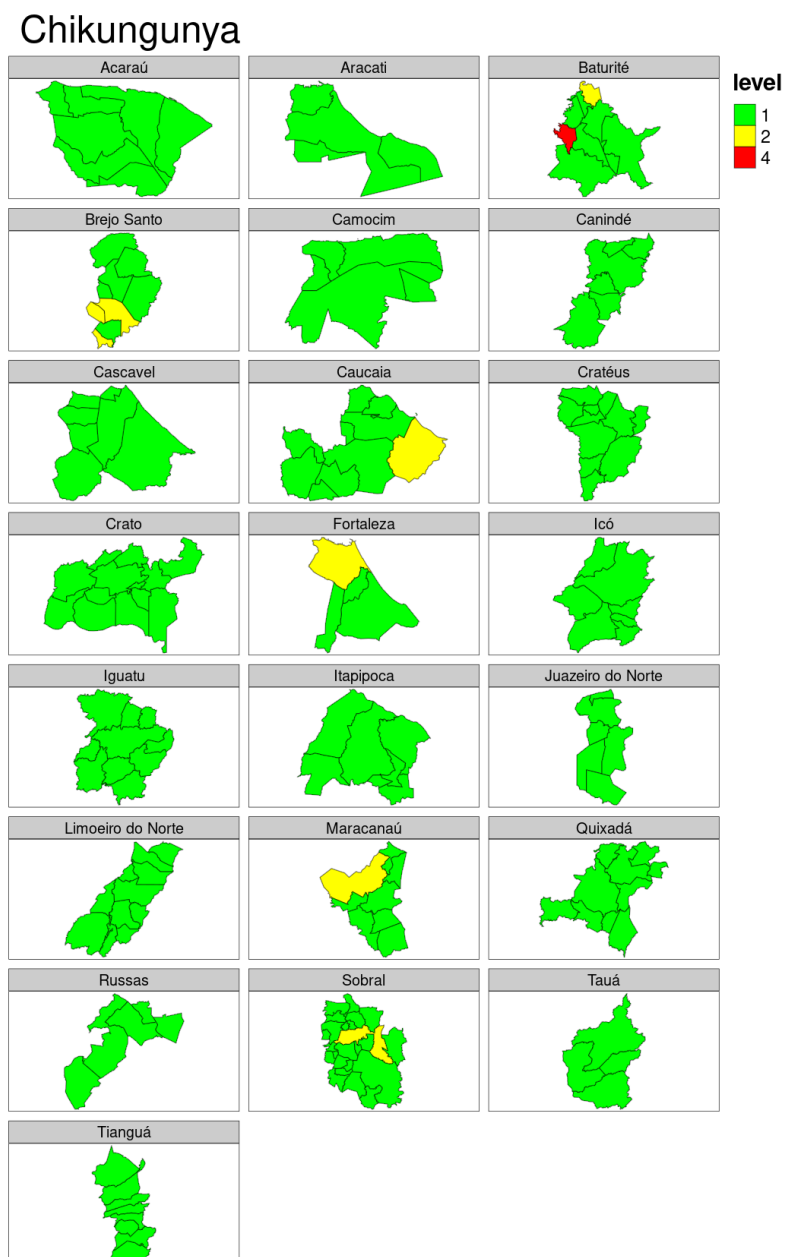 Chikungunya
Acaraú
Aracati
Baturité
level
1
2
4
Brejo Santo
Camocim
Canindé
Cascavel
Caucaia
Cratéus
Crato
Fortaleza
Icó
Iguatu
Itapipoca
Juazeiro do Norte
Limoeiro do Norte
Maracanaú
Quixadá
Russas
Sobral
Tauá
Tianguá